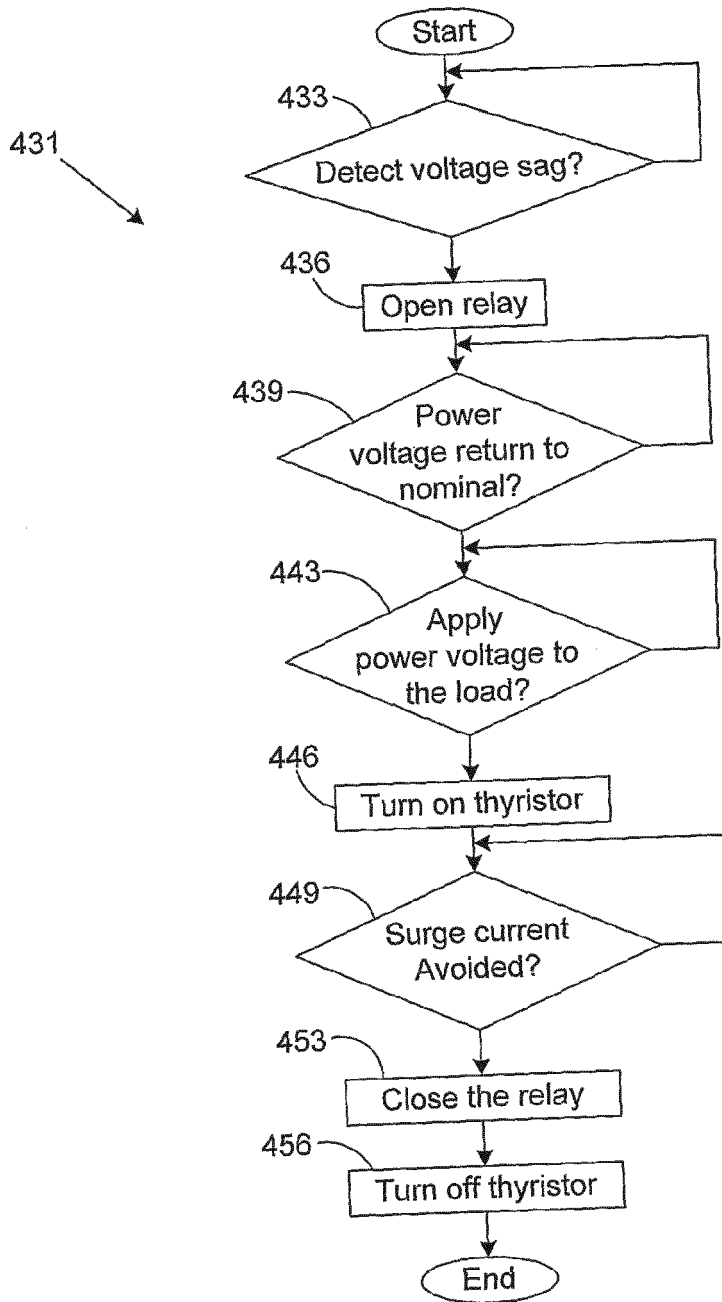 Start
433
431
Detect voltage sag?
436
Open relay
439
Power
voltage return to
nominal?
443
Apply
power voltage to
the load?
446
Turn on thyristor
449
Surge current
Avoided?
453
Close the relay
456
Turn off thyristor
End